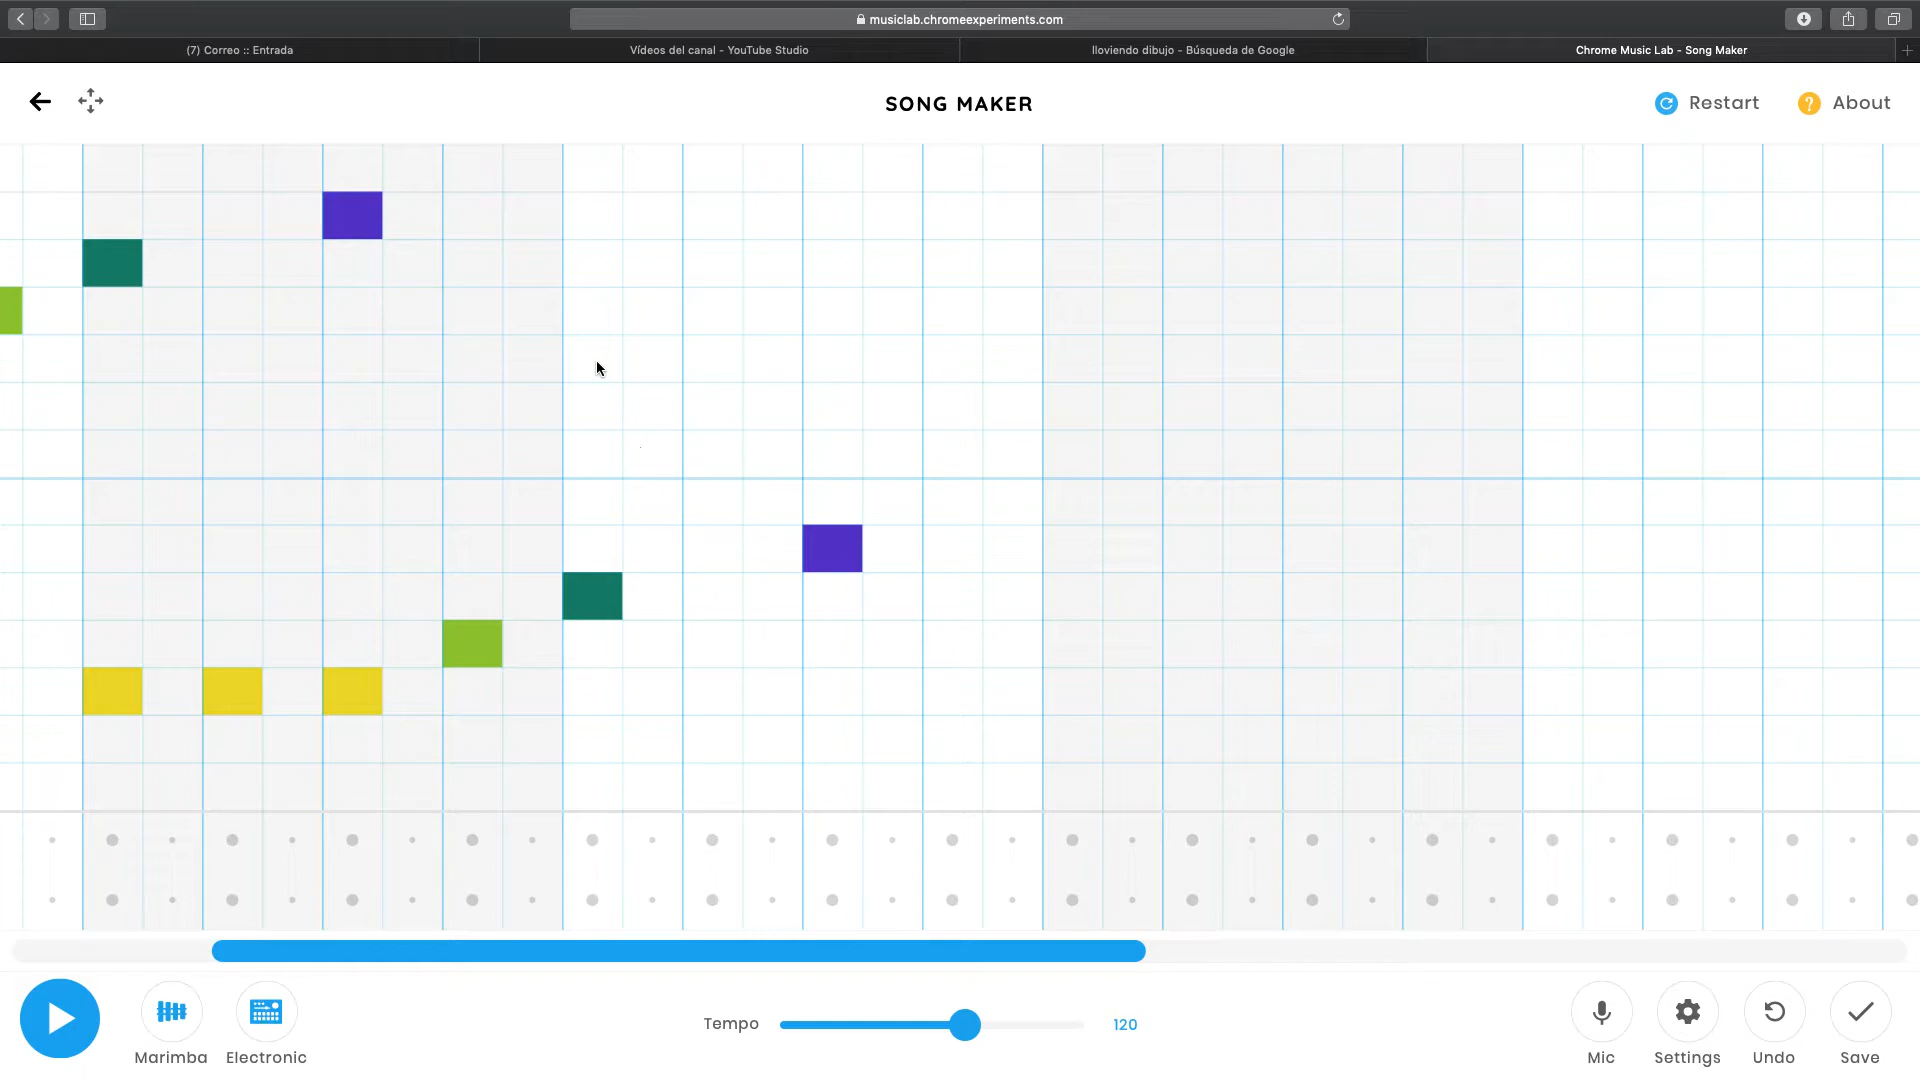 musiclab.chromeexperiments.com
(7) Correo :: Entrada
Vídeos del canal - YouTube Studio
lloviendo dibujo - Búsqueda de Google
Chrome Music Lab - Song Maker
SONG MAKER
Restart
? About
Marimba
Electronic
Tempo
120
Mic
Settings
Undo
Save